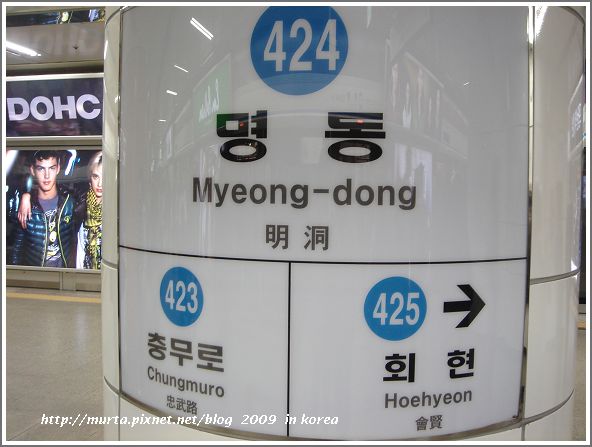 DOHC
424
명동
Myeong-dong
明洞
423
충무로
Chungmuro
忠武路
425 →
회현
Hoehyeon
會賢
http://murta.pixnet.net/blog 2009 in korea